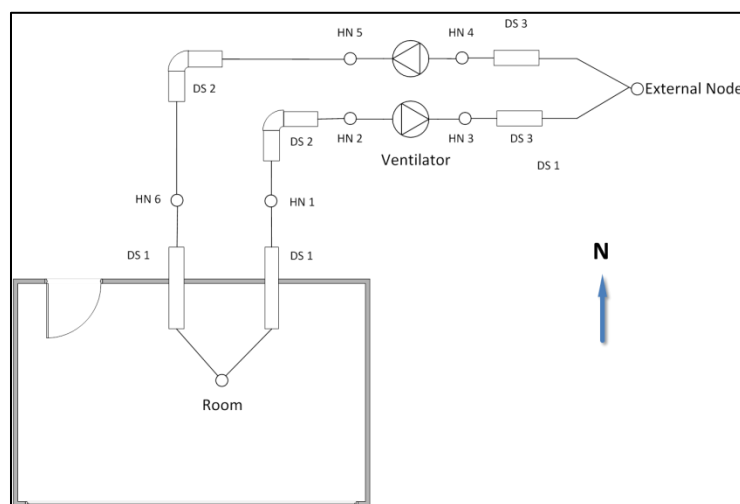 HN 5
HN 4
DS 3
DS 2
External Node
HN 2
HN 3
DS 3
DS 2
Ventilator
DS 1
HN 6
HN 1
DS 1
DS 1
N
Room